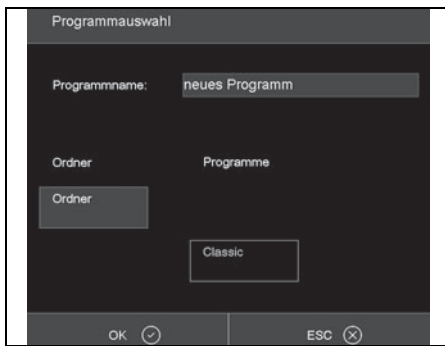 Programmauswahl
Programmname: neues Programm
Ordner Programme
Ordner
Classic
OK ESC